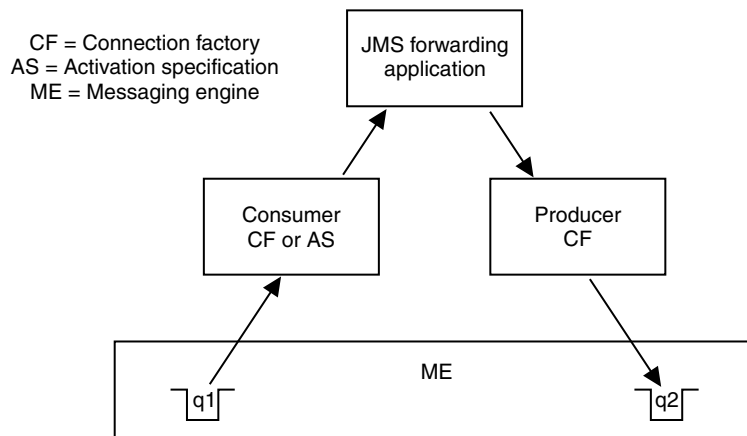 CF = Connection factory
AS = Activation specification
ME = Messaging engine
JMS forwarding
application
Consumer
CF or AS
Producer
CF
ME
q1
q2